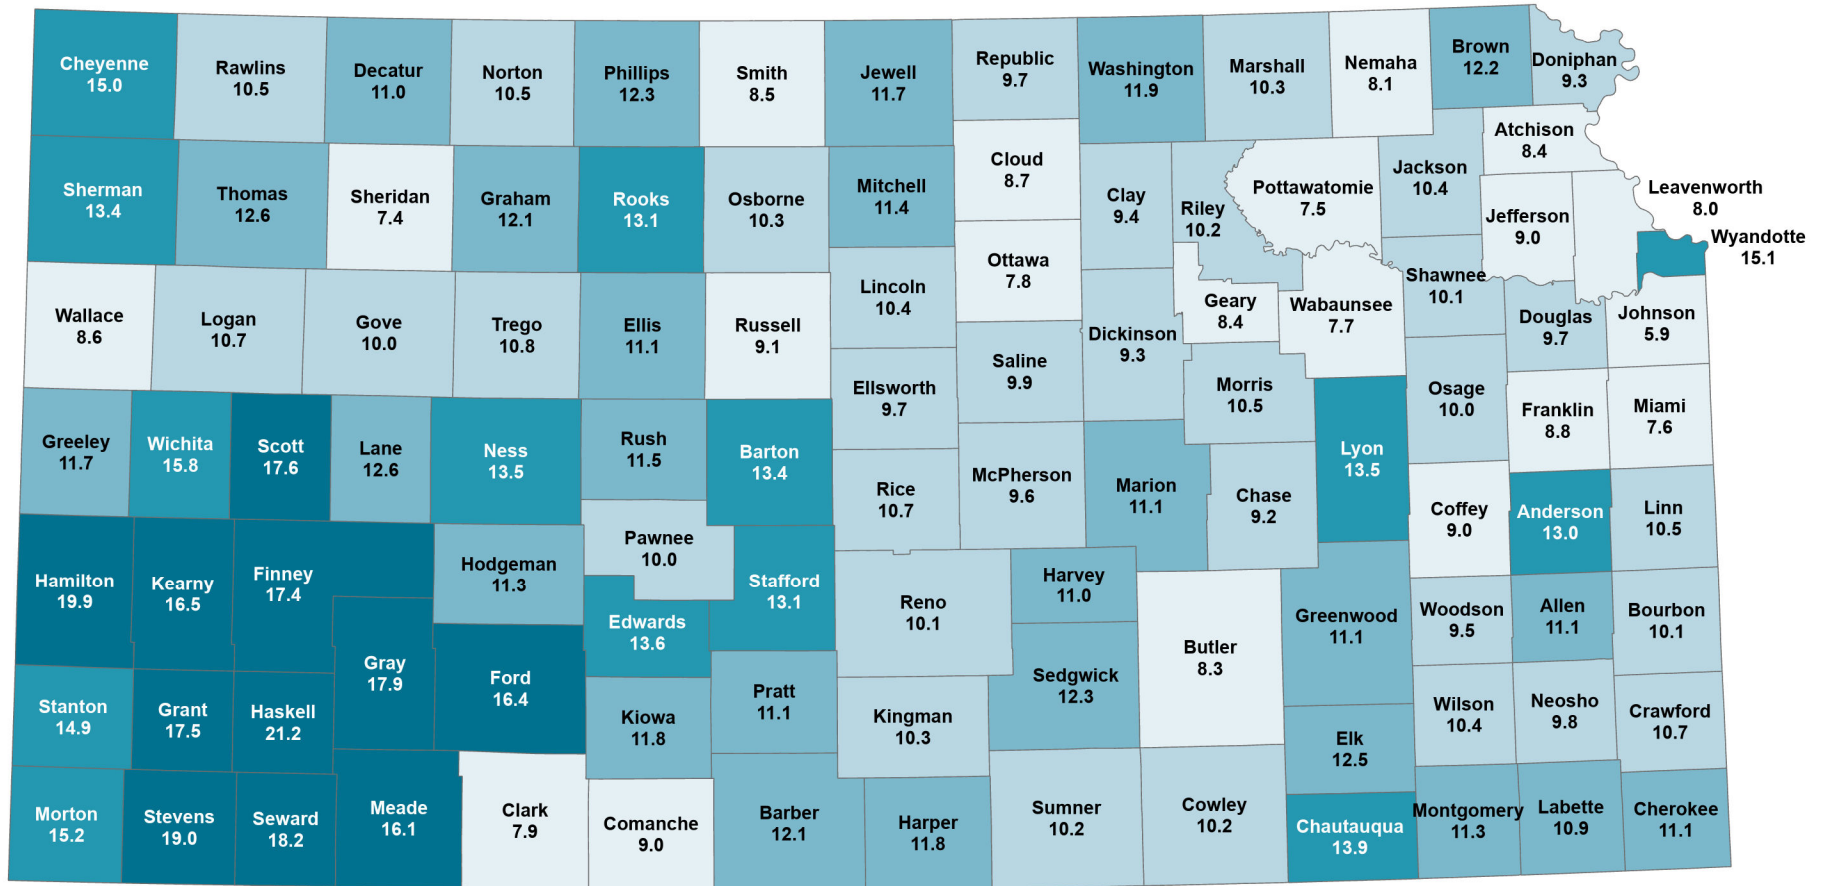 Cheyenne
15.0
Rawlins
10.5
Decatur
11.0
Norton
10.5
Phillips
12.3
Smith
8.5
Jewell
11.7
Republic
9.7
Washington
11.9
Marshall
10.3
Nemaha
8.1
Brown
12.2
Doniphan
9.3
Sherman
13.4
Thomas
12.6
Sheridan
7.4
Graham
12.1
Rooks
13.1
Osborne
10.3
Mitchell
11.4
Cloud
8.7
Clay
9.4
Riley
10.2
Pottawatomie
7.5
Jackson
10.4
Atchison
8.4
Jefferson
9.0
Leavenworth
8.0
Wyandotte
15.1
Wallace
8.6
Logan
10.7
Gove
10.0
Trego
10.8
Ellis
11.1
Russell
9.1
Lincoln
10.4
Ottawa
7.8
Saline
9.9
Dickinson
9.3
Geary
8.4
Wabaunsee
7.7
Shawnee
10.1
Douglas
9.7
Johnson
5.9
Greeley
11.7
Wichita
15.8
Scott
17.6
Lane
12.6
Ness
13.5
Rush
11.5
Barton
13.4
Ellsworth
9.7
Rice
10.7
McPherson
9.6
Marion
11.1
Morris
10.5
Chase
9.2
Lyon
13.5
Osage
10.0
Franklin
8.8
Miami
7.6
Coffey
9.0
Anderson
13.0
Linn
10.5
Hamilton
19.9
Kearny
16.5
Finney
17.4
Hodgeman
11.3
Pawnee
10.0
Stafford
13.1
Edwards
13.6
Gray
17.9
Ford
16.4
Reno
10.1
Harvey
11.0
Sedgwick
12.3
Butler
8.3
Greenwood
11.1
Woodson
9.5
Allen
11.1
Bourbon
10.1
Stanton
14.9
Grant
17.5
Haskell
21.2
Kiowa
11.8
Pratt
11.1
Kingman
10.3
Elk
12.5
Wilson
10.4
Neosho
9.8
Crawford
10.7
Morton
15.2
Stevens
19.0
Seward
18.2
Meade
16.1
Clark
7.9
Comanche
9.0
Barber
12.1
Harper
11.8
Sumner
10.2
Cowley
10.2
Chautauqua
13.9
Montgomery
11.3
Labette
10.9
Cherokee
11.1